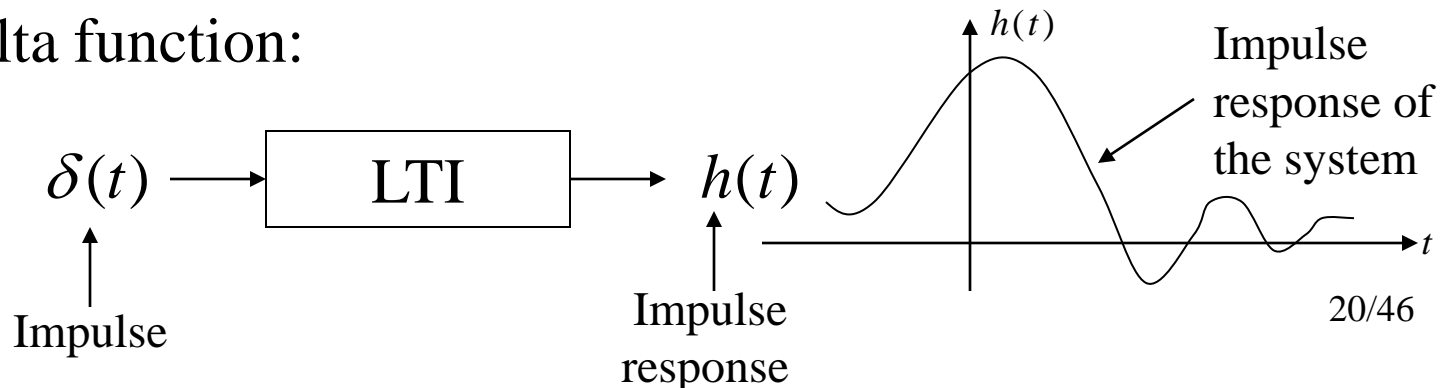 lta function:
δ(t)
LTI
h(t)
Impulse
Impulse
response
h(t)
Impulse
response of
the system
t
20/46